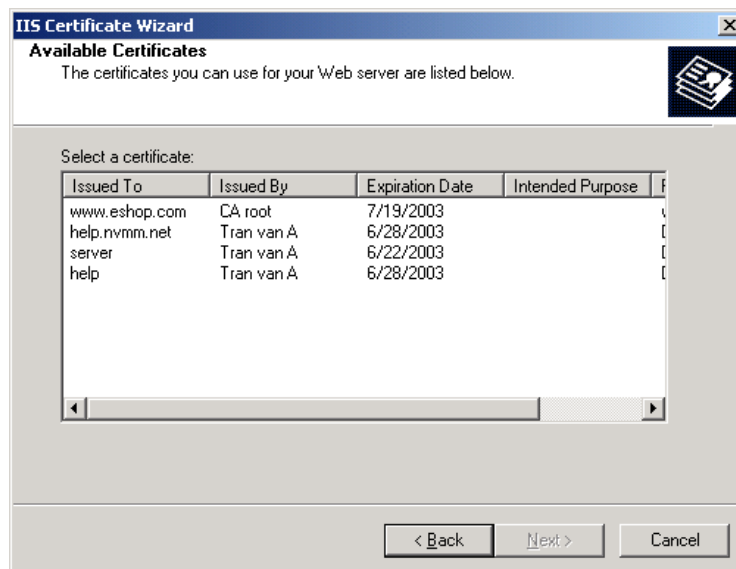 IIS Certificate Wizard
Available Certificates
The certificates you can use for your Web server are listed below.
Select a certificate:
Issued To Issued By Expiration Date Intended Purpose
www.eshop.com CA root 7/19/2003
help.nvmm.net Tran van A 6/28/2003
server Tran van A 6/22/2003
help Tran van A 6/28/2003
< Back Next > Cancel